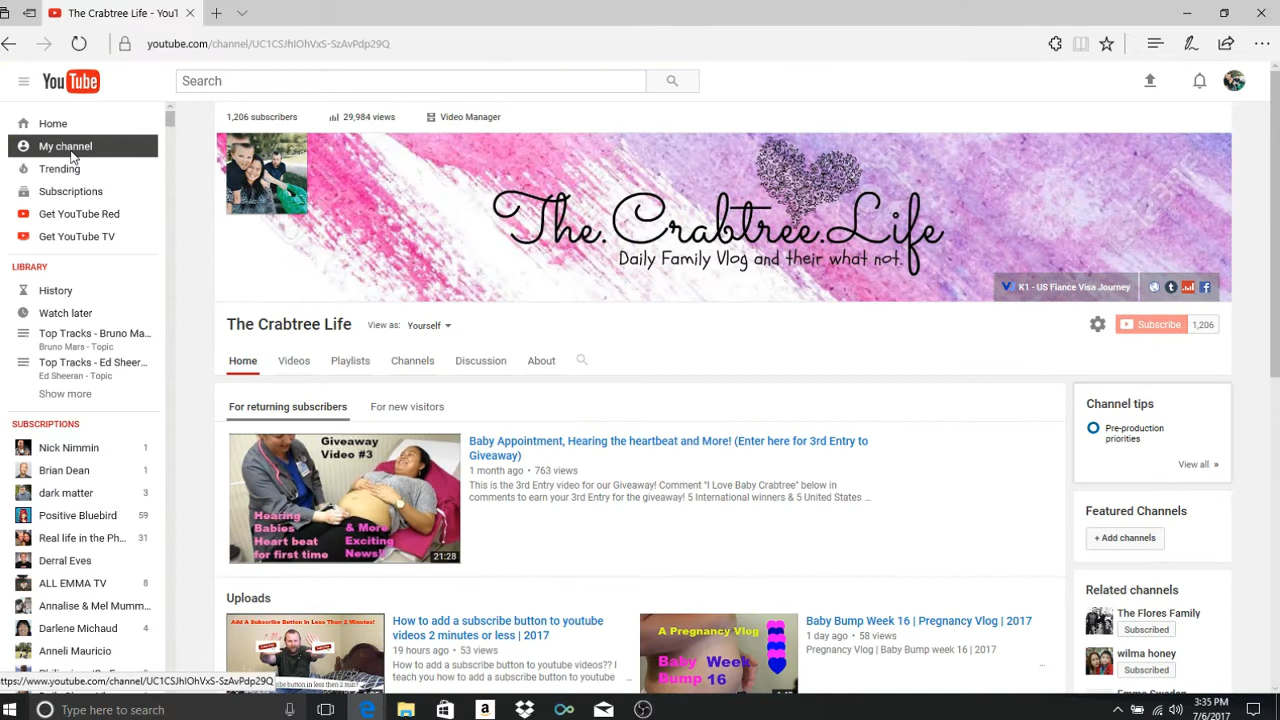 The Crabtree Life - You
youtube.com/channel/UC1CSJhIOhVxS-SzAvPdp29Q
YouTube
Search
Home
My channel
Trending
Subscriptions
Get YouTube Red
Get YouTube TV
LIBRARY
History
Watch later
Top Tracks - Bruno Ma...
Bruno Mars - Topic
Top Tracks - Ed Sheer...
Ed Sheeran - Topic
Show more
SUBSCRIPTIONS
Nick Nimmin 1
Brian Dean 1
dark matter 3
Positive Bluebird 59
Real life in the Ph... 31
Derral Eves
ALL EMMA TV 8
Annalise & Mel Mumm...
Darlene Michaud 4
Anneli Mauricio
1,206 subscribers 29,984 views Video Manager
The.Crabtree.Life
Daily Family Vlog and their what not.
K1 - US Fiance Visa Journey
The Crabtree Life View as: Yourself
Subscribe 1,206
Home Videos Playlists Channels Discussion About
For returning subscribers For new visitors
Giveaway
Video #3
Hearing
Babies
Heart beat
for first time
& More
Exciting
News!!
21:28
Baby Appointment, Hearing the heartbeat and More! (Enter here for 3rd Entry to
Giveaway)
1 month ago • 763 views
This is the 3rd Entry video for our Giveaway! Comment "I Love Baby Crabtree" below in
comments to earn your 3rd Entry for the giveaway! 5 International winners & 5 United States ...
Uploads
Add A Subscribe Button In Less Than 2 Minutes!
How to add a subscribe button to youtube
videos 2 minutes or less | 2017
19 hours ago • 53 views
How to add a subscribe button to youtube videos?? I
teach you how to add a subscribe button to youtube ...
A Pregnancy Vlog
Baby Week
Bump 16
Baby Bump Week 16 | Pregnancy Vlog | 2017
1 day ago • 58 views
Pregnancy Vlog | Baby Bump week 16 | 2017
...
Channel tips
Pre-production
priorities
View all »
Featured Channels
+ Add channels
Related channels
The Flores Family
Subscribed
wilma honey
Subscribed
ttps://www.youtube.com/channel/UC1CSJhIOhVxS-SzAvPdp29Q
Type here to search
3:35 PM
7/6/2017